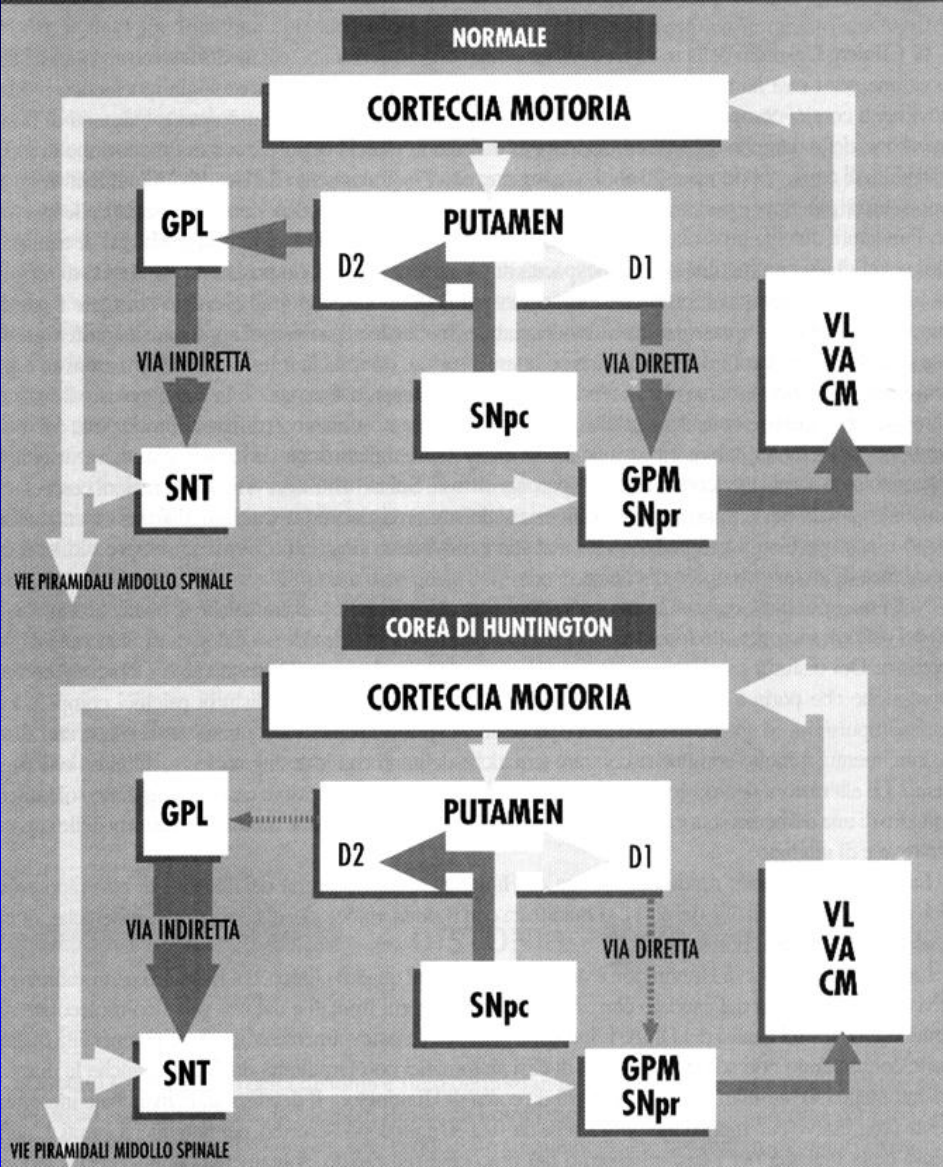 NORMALE
CORTECCIA MOTORIA
GPL
PUTAMEN
D2
D1
VIA INDIRETTA
VIA DIRETTA
VL
VA
CM
SNpc
SNT
GPM
SNpr
VIE PIRAMIDALI MIDOLLO SPINALE
COREA DI HUNTINGTON
CORTECCIA MOTORIA
GPL
PUTAMEN
D2
D1
VIA INDIRETTA
VIA DIRETTA
VL
VA
CM
SNpc
SNT
GPM
SNpr
VIE PIRAMIDALI MIDOLLO SPINALE